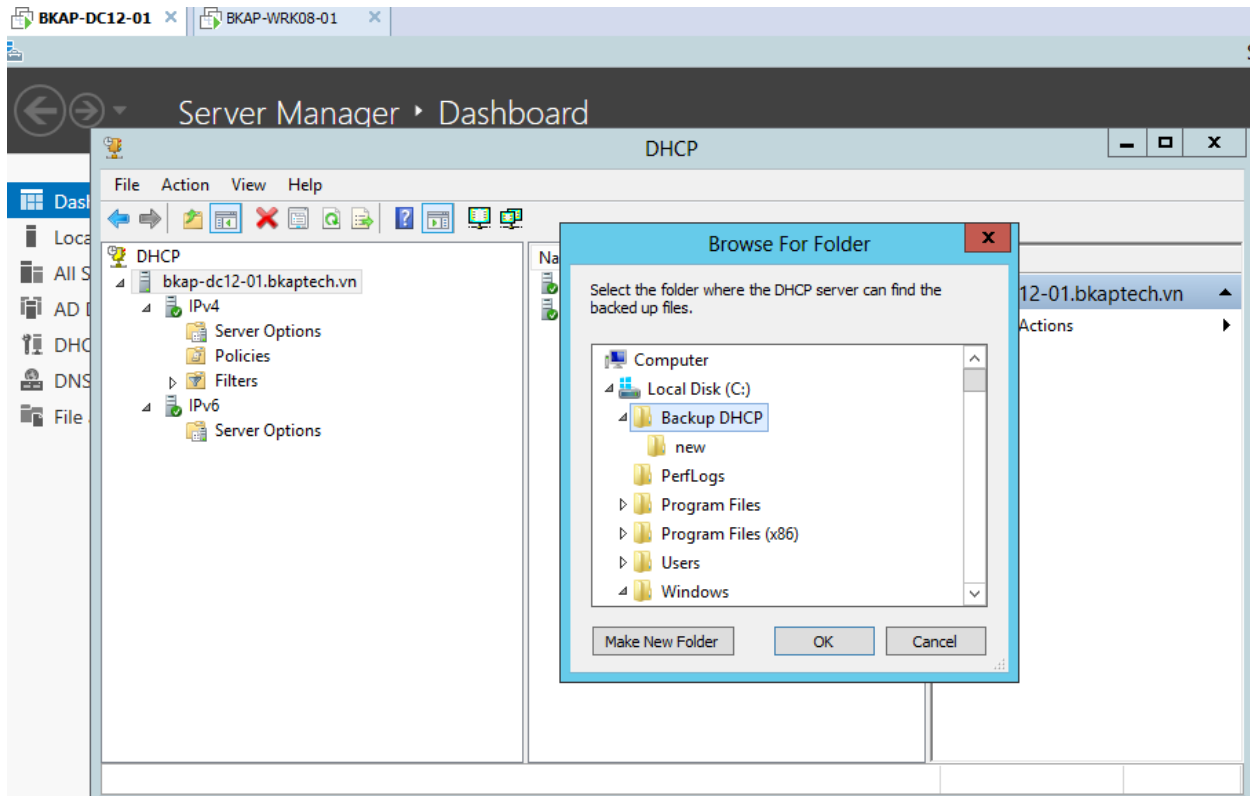 BKAP-DC12-01
BKAP-WRK08-01
Server Manager
Dashboard
DHCP
File Action View Help
DHCP
bkap-dc12-01.bkaptech.vn
IPv4
Server Options
Policies
Filters
IPv6
Server Options
Na
Browse For Folder
Select the folder where the DHCP server can find the
backed up files.
Computer
Local Disk (C:)
Backup DHCP
new
PerfLogs
Program Files
Program Files (x86)
Users
Windows
Make New Folder
OK
Cancel
12-01.bkaptech.vn
Actions
Das
Loca
All S
AD D
DHC
DNS
File